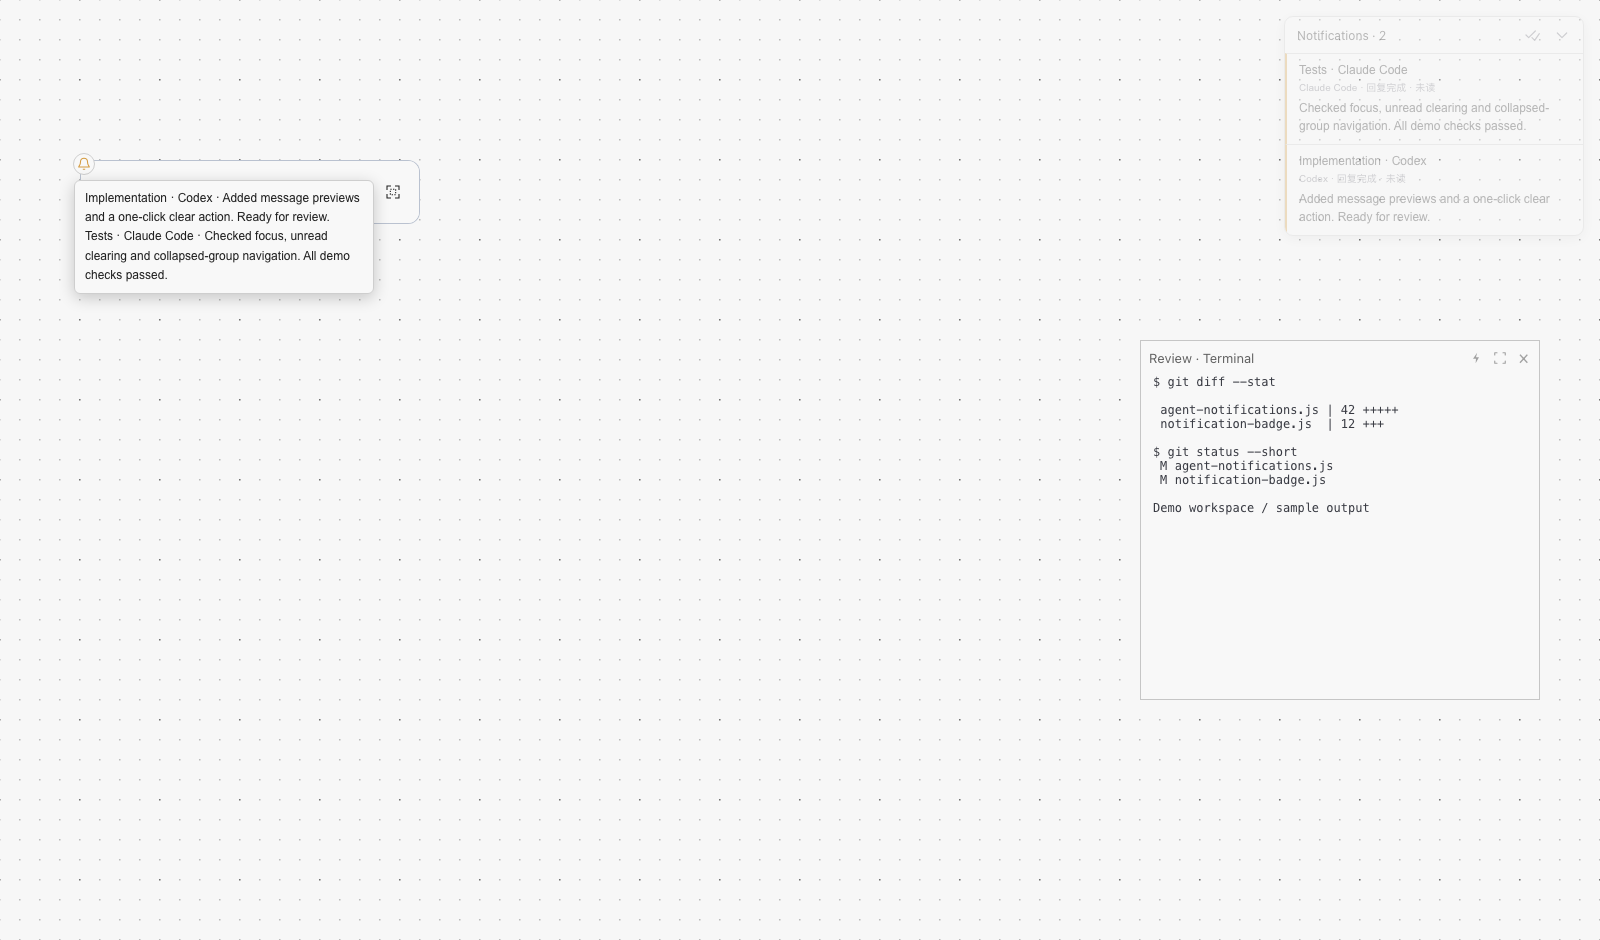 Notifications · 2
Tests · Claude Code
Claude Code · 回复完成 · 未读
Checked focus, unread clearing and collapsed-
group navigation. All demo checks passed.
Implementation · Codex
Codex · 回复完成 · 未读
Added message previews and a one-click clear
action. Ready for review.
Implementation · Codex · Added message previews
and a one-click clear action. Ready for review.
Tests · Claude Code · Checked focus, unread
clearing and collapsed-group navigation. All demo
checks passed.
Review · Terminal
$ git diff --stat
agent-notifications.js | 42 +++++
notification-badge.js | 12 +++
$ git status --short
M agent-notifications.js
M notification-badge.js
Demo workspace / sample output